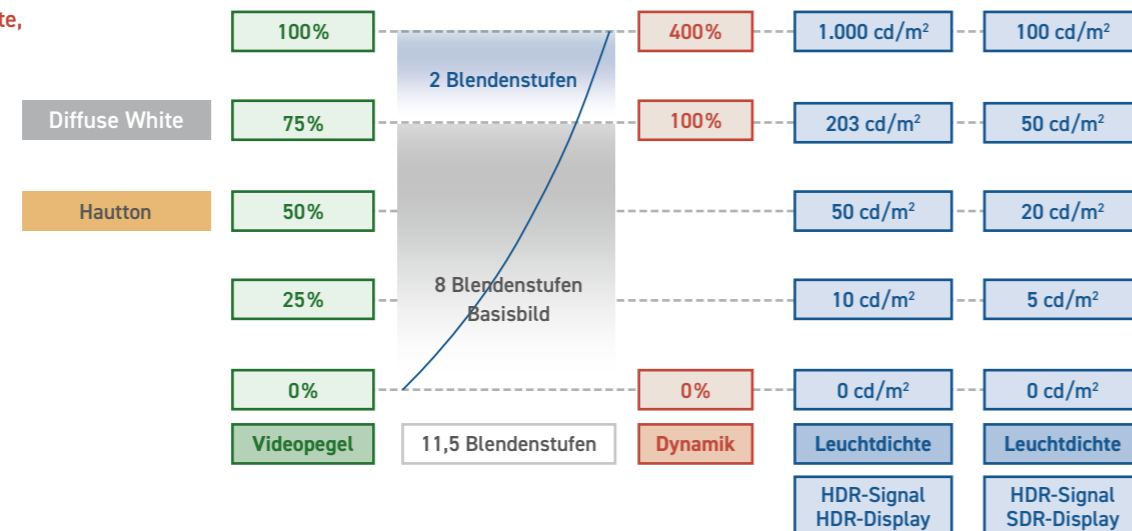 te,
100% 400% 1.000 cd/m² 100 cd/m²
2 Blendenstufen
Diffuse White 75% 100% 203 cd/m² 50 cd/m²
Hautton 50% 50 cd/m² 20 cd/m²
8 Blendenstufen
25% 10 cd/m² 5 cd/m²
Basisbild
0% 0% 0 cd/m² 0 cd/m²
Videopegel 11,5 Blendenstufen Dynamik Leuchtdichte Leuchtdichte
HDR-Signal HDR-Signal
HDR-Display SDR-Display